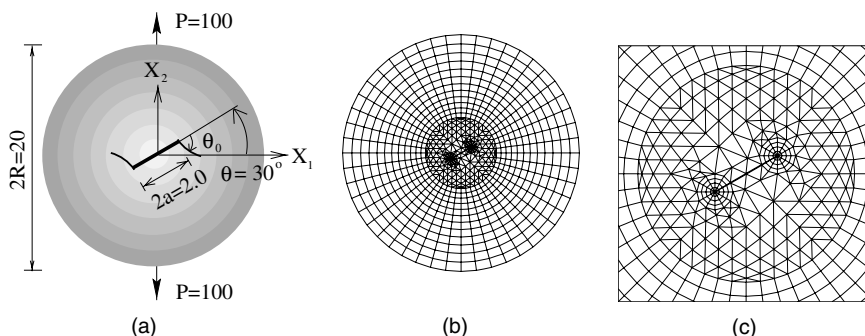 P=100
X2
2R=20
θ0
X1
θ= 30°
2a=2.0
P=100
(a)
(b)
(c)